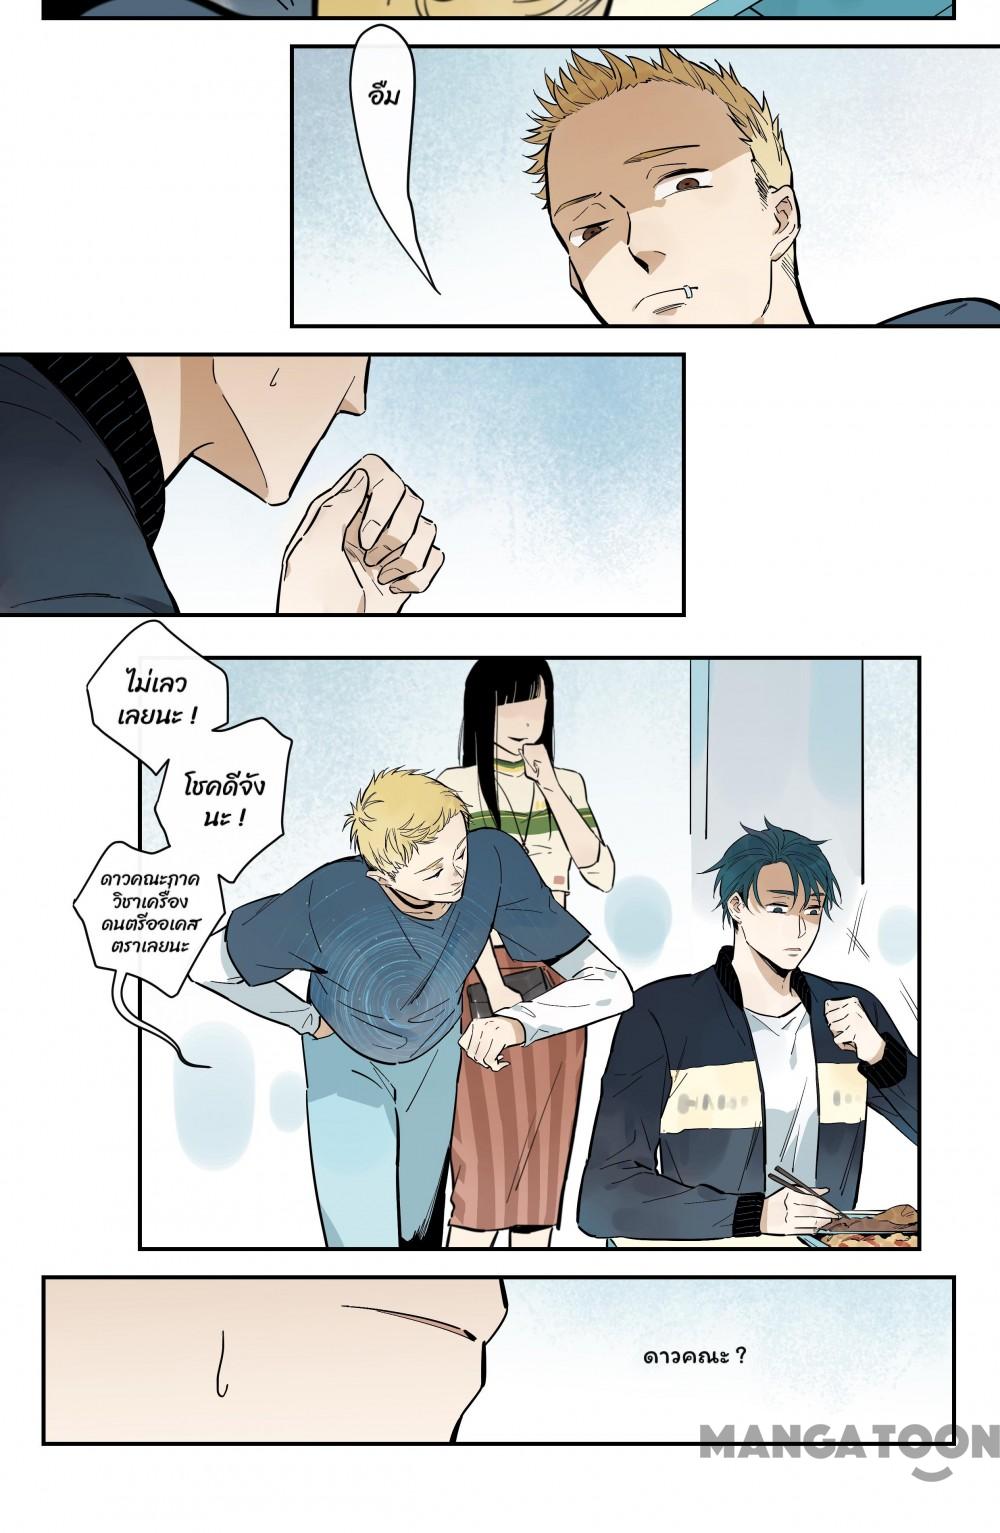 อืม
ไม่เลว
เลยนะ !
โชคดีจัง
นะ !
ดาวคณะภาค
วิชาเครื่อง
ดนตรีออเคส
ตราเลยนะ
ดาวคณะ ?
MANGATOON